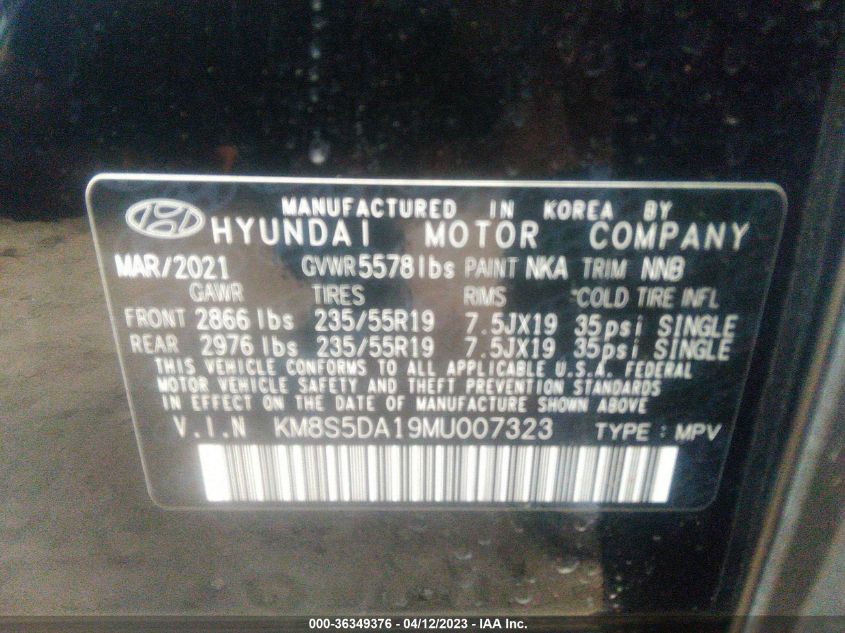 MANUFACTURED IN KOREA BY
HYUNDAI MOTOR COMPANY
MAR/2021 GVWR 5578 lbs PAINT NKA TRIM NNB
GAWR TIRES RIMS COLD TIRE INFL
FRONT 2866 lbs 235/55R19 7.5JX19 35psi SINGLE
REAR 2976 lbs 235/55R19 7.5JX19 35psi SINGLE
THIS VEHICLE CONFORMS TO ALL APPLICABLE U.S.A. FEDERAL
MOTOR VEHICLE SAFETY AND THEFT PREVENTION STANDARDS
IN EFFECT ON THE DATE OF MANUFACTURE SHOWN ABOVE
V.I.N KM8S5DA19MU007323 TYPE : MPV
000-36349376 - 04/12/2023 - IAA Inc.